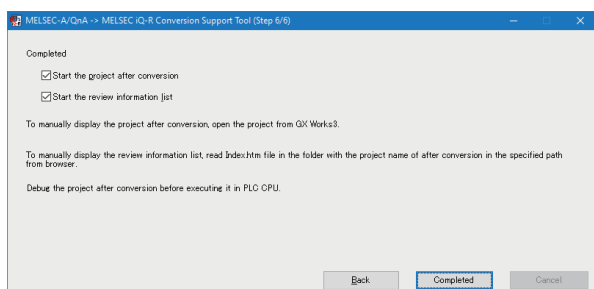 MELSEC-A/QnA -> MELSEC iQ-R Conversion Support Tool (Step 6/6)
Completed
Start the project after conversion
Start the review information list
To manually display the project after conversion, open the project from GX Works3.
To manually display the review information list, read Index.htm file in the folder with the project name of after conversion in the specified path
from browser.
Debug the project after conversion before executing it in PLC CPU.
Back
Completed
Cancel